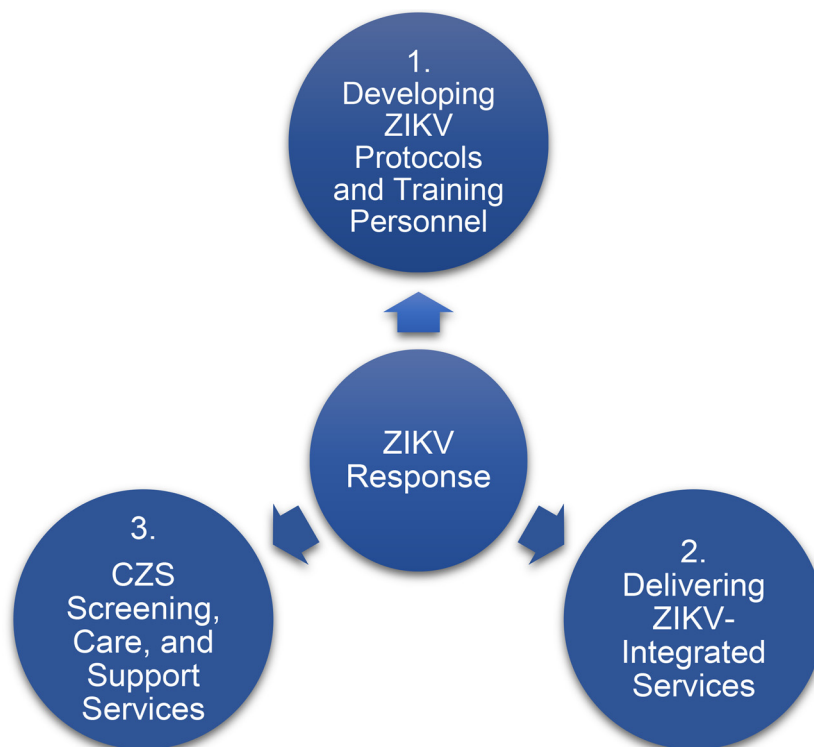 1.
Developing
ZIKV
Protocols
and Training
Personnel
ZIKV
Response
2.
Delivering
ZIKV-
Integrated
Services
3.
CZS
Screening,
Care, and
Support
Services